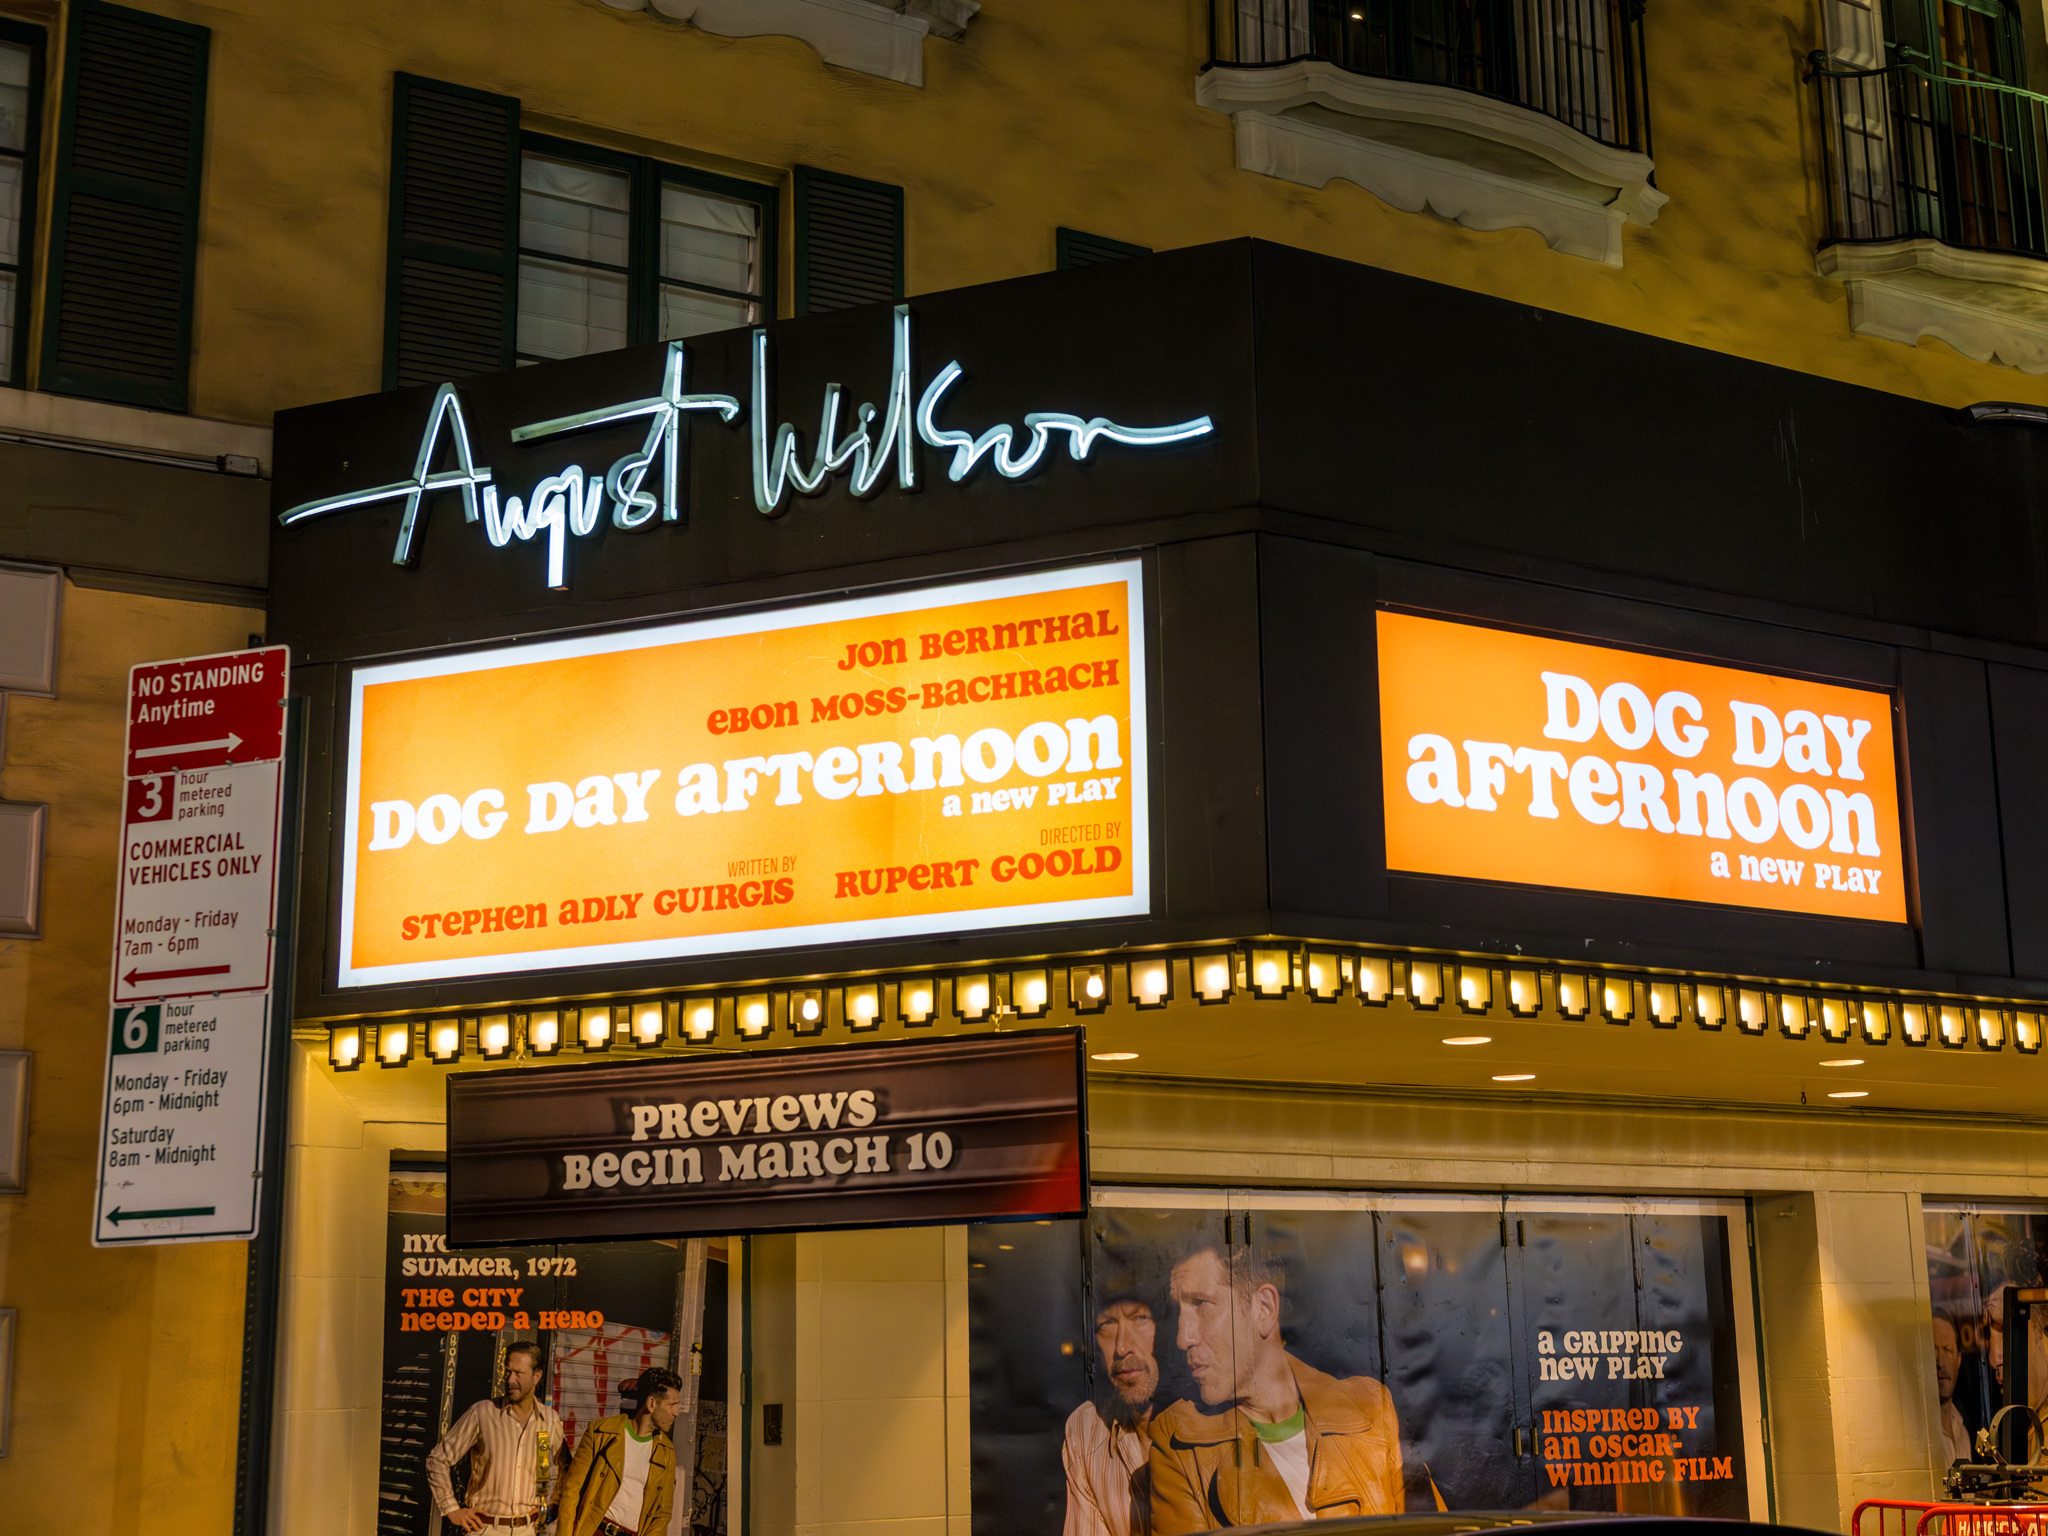 August Wilson
JON BERNTHAL
EBON MOSS-BACHRACH
DOG DAY AFTERNOON
A NEW PLAY
WRITTEN BY
STEPHEN ADLY GUIRGIS
DIRECTED BY
RUPERT GOOLD
DOG DAY
AFTERNOON
A NEW PLAY
NO STANDING
Anytime
3 hour
metered
parking
COMMERCIAL
VEHICLES ONLY
Monday - Friday
7am - 6pm
6 hour
metered
parking
Monday - Friday
6pm - Midnight
Saturday
8am - Midnight
PREVIEWS
BEGIN MARCH 10
NYC
SUMMER, 1972
THE CITY
NEEDED A HERO
A GRIPPING
NEW PLAY
INSPIRED BY
AN OSCAR-
WINNING FILM